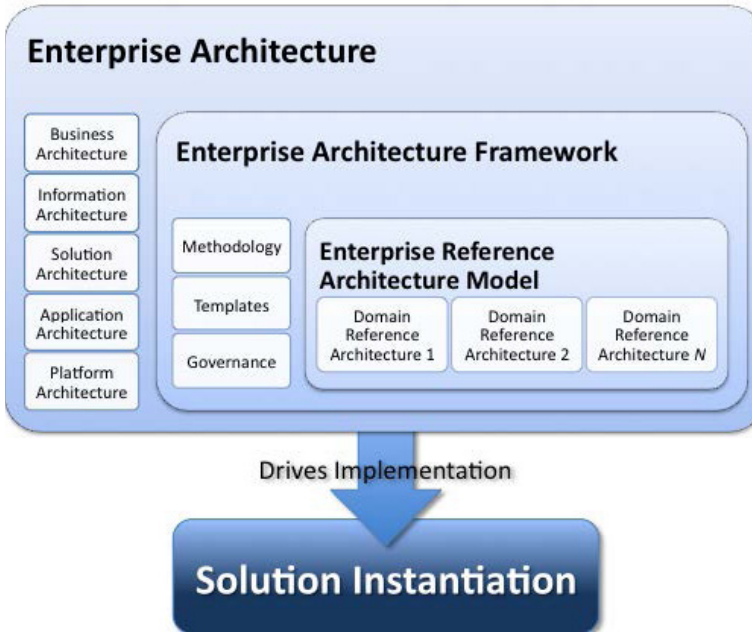 Enterprise Architecture
Business
Architecture
Information
Architecture
Solution
Architecture
Application
Architecture
Platform
Architecture
Enterprise Architecture Framework
Methodology
Templates
Governance
Enterprise Reference
Architecture Model
Domain
Reference
Architecture 1
Domain
Reference
Architecture 2
Domain
Reference
Architecture N
Drives Implementation
Solution Instantiation